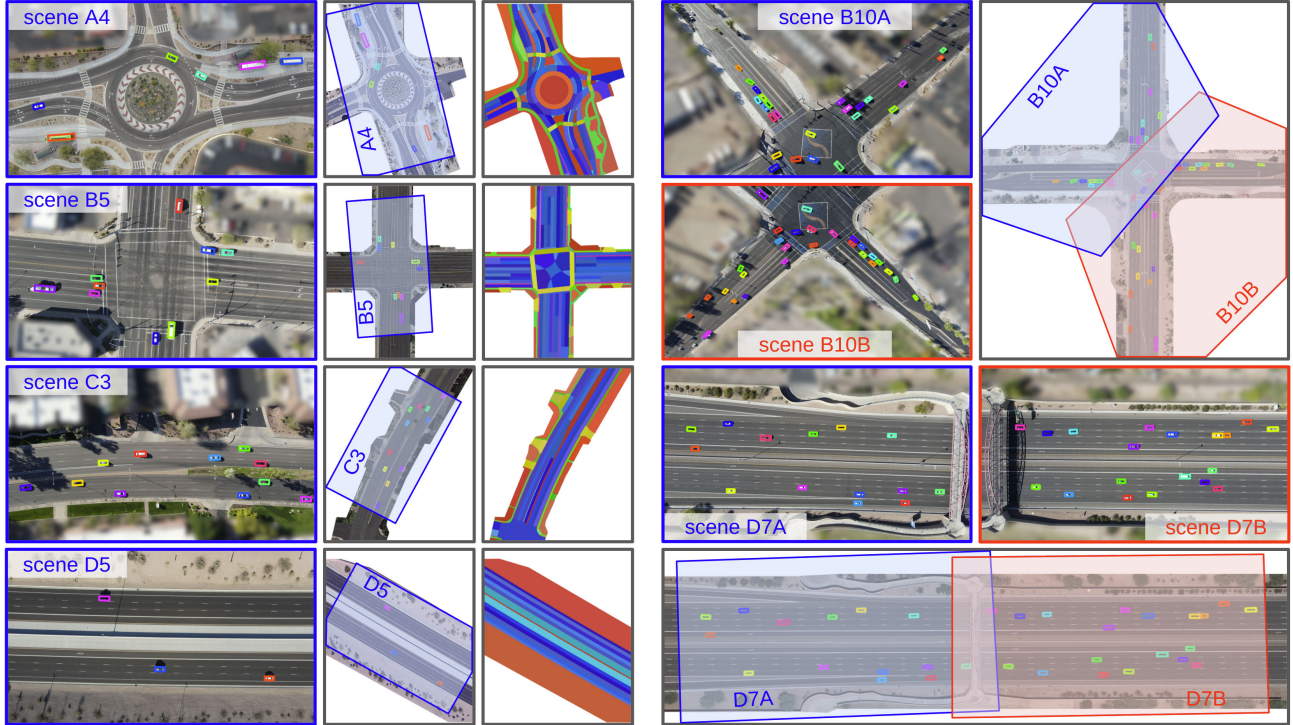 scene A4
A4
scene B10A
B10A
B10B
scene B5
B5
scene B10B
scene C3
C3
scene D7A
scene D7B
scene D5
D5
D7A
D7B